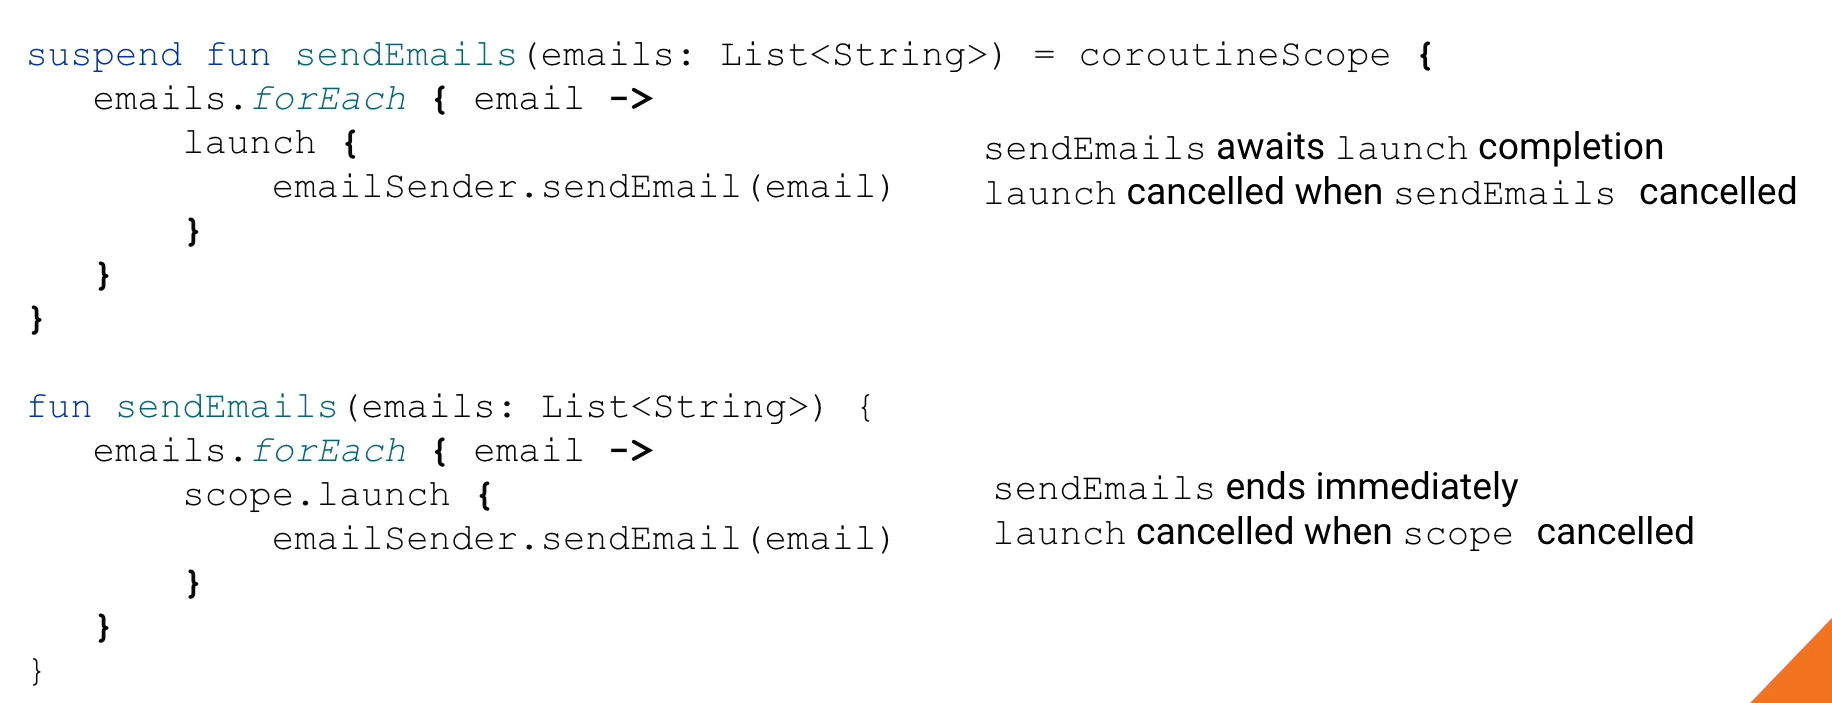 suspend fun sendEmails(emails: List<String>) = coroutineScope {
emails.forEach { email ->
launch {
emailSender.sendEmail(email)
}
}
}
sendEmails awaits launch completion
launch cancelled when sendEmails cancelled
fun sendEmails(emails: List<String>) {
emails.forEach { email ->
scope.launch {
emailSender.sendEmail(email)
}
}
}
sendEmails ends immediately
launch cancelled when scope cancelled